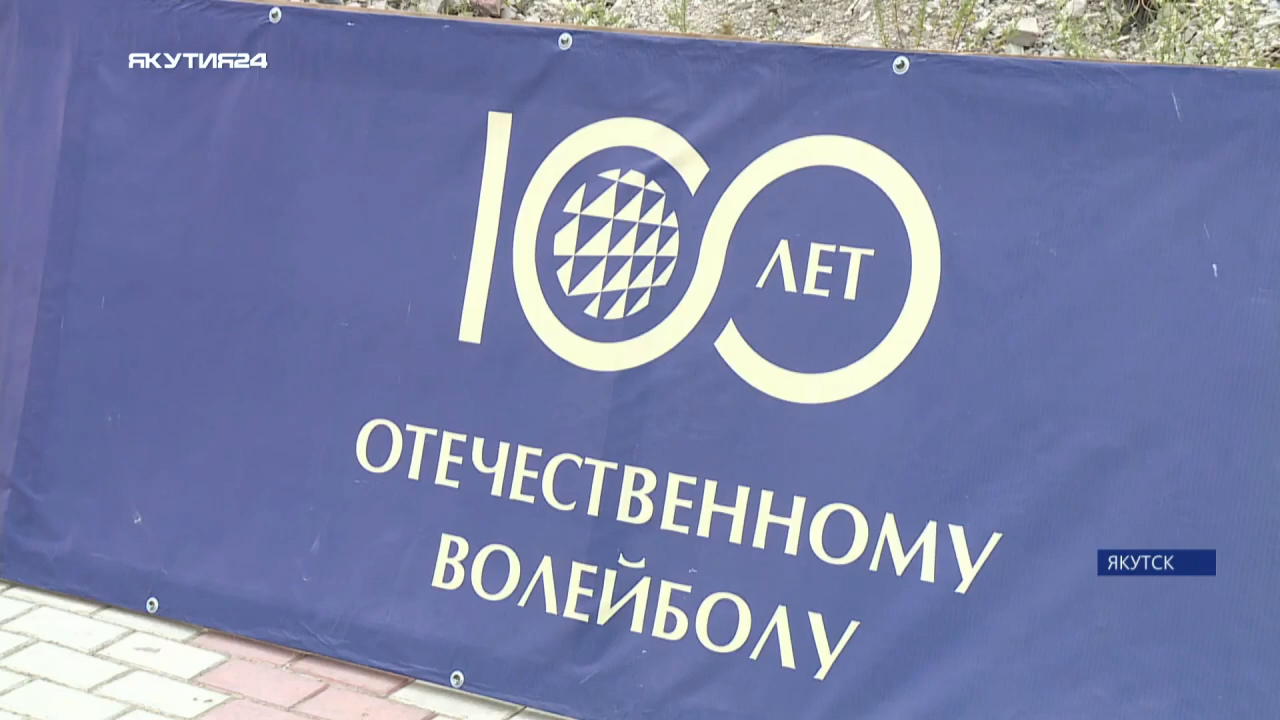 ЯКУТИЯ24
100
ЛЕТ
ОТЕЧЕСТВЕННОМУ
ВОЛЕЙБОЛУ
ЯКУТСК